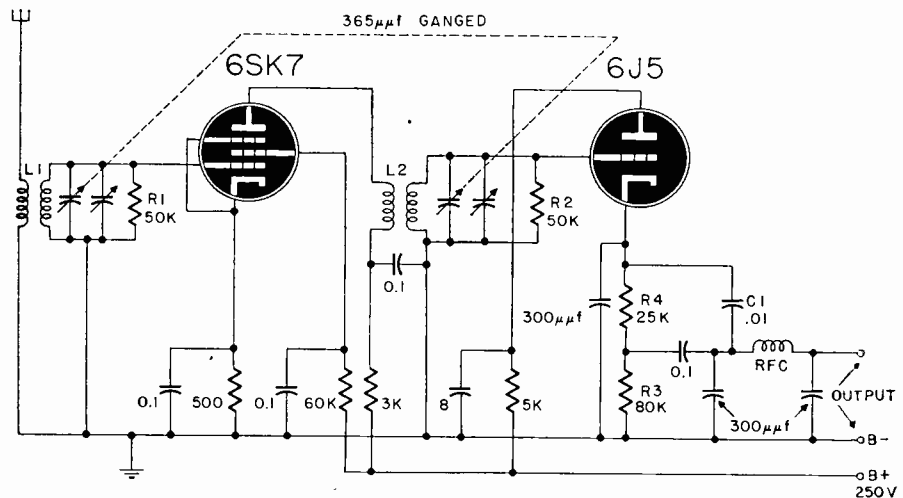 365μμf GANGED
6SK7
6J5
L1
L2
R1
50K
R2
50K
0.1
300μμf
R4
25K
C1
.01
0.1
RFC
0.1
500
0.1
60K
3K
8
5K
R3
80K
300μμf
OUTPUT
B-
B+
250V